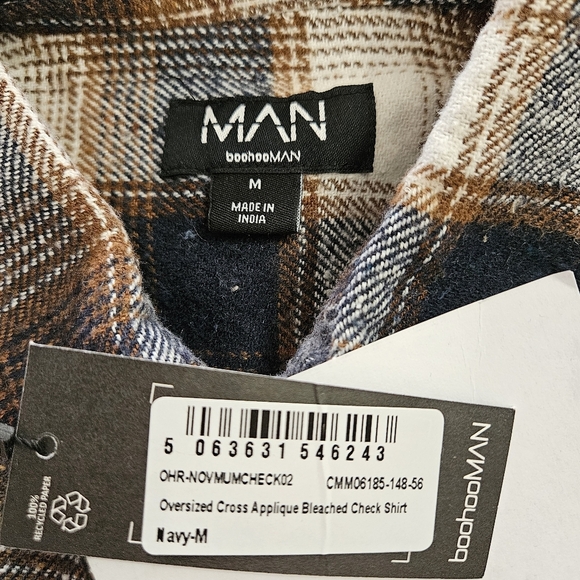 MAN
boohooMAN
M
MADE IN
INDIA
5 063631 546243
OHR-NOVMUMCHECK02 CMM06185-148-56
Oversized Cross Applique Bleached Check Shirt
Navy-M
100%
RECYCLED PAPER
boohooMAN